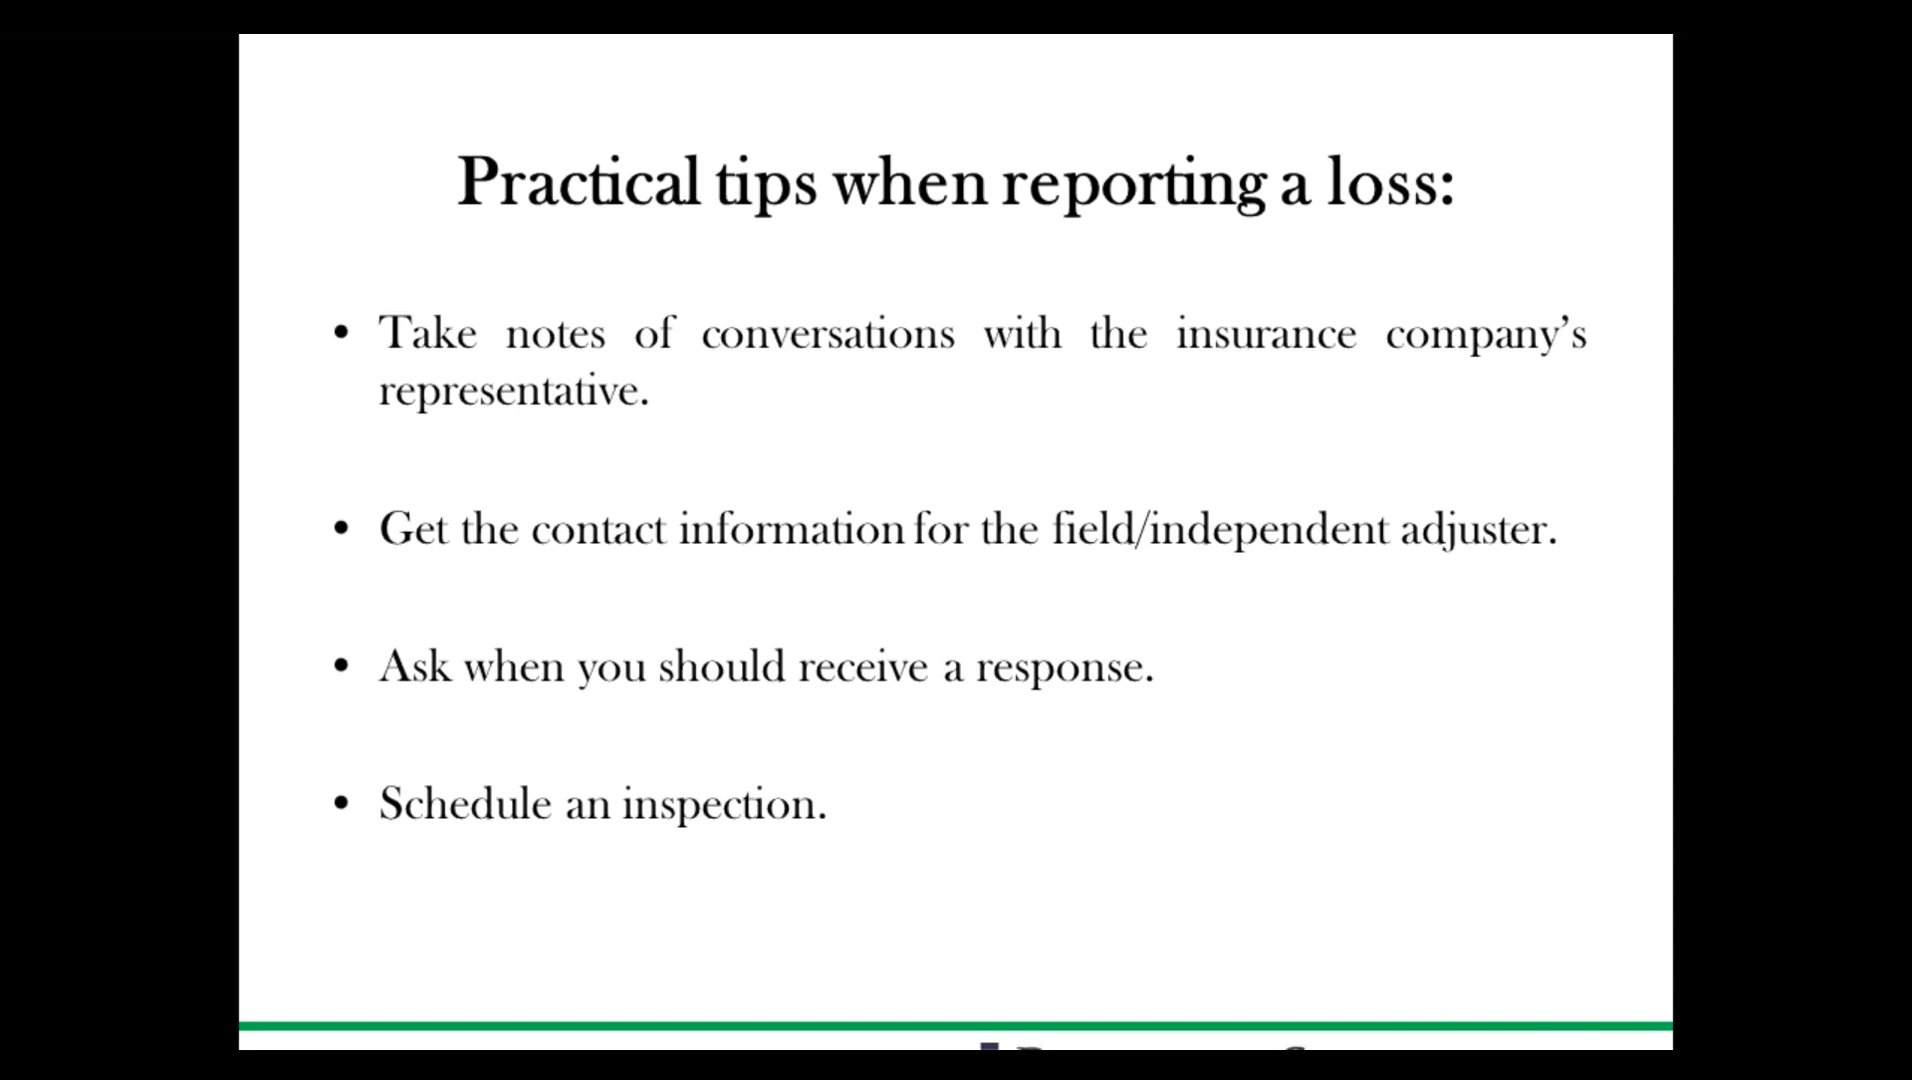 Practical tips when reporting a loss:
• Take notes of conversations with the insurance company’s
representative.
• Get the contact information for the field/independent adjuster.
• Ask when you should receive a response.
• Schedule an inspection.